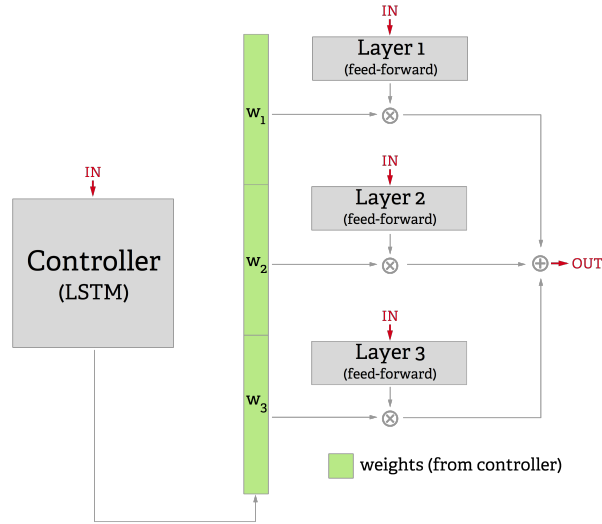 IN
Layer 1
(feed-forward)
w1
IN
IN
Layer 2
(feed-forward)
Controller
(LSTM)
w2
OUT
IN
Layer 3
(feed-forward)
w3
weights (from controller)